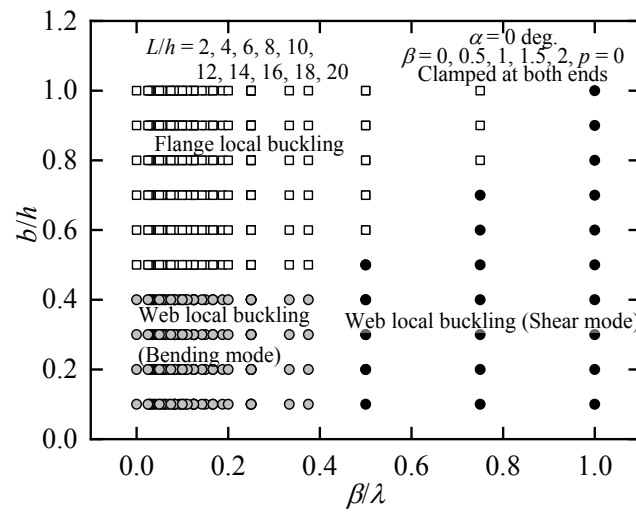 L/h = 2, 4, 6, 8, 10,
12, 14, 16, 18, 20
α = 0 deg.
β = 0, 0.5, 1, 1.5, 2, p = 0
Clamped at both ends
Flange local buckling
Web local buckling
(Bending mode)
Web local buckling (Shear mode)
b/h
1.2
1.0
0.8
0.6
0.4
0.2
0.0
0.0 0.2 0.4 0.6 0.8 1.0
β/λ